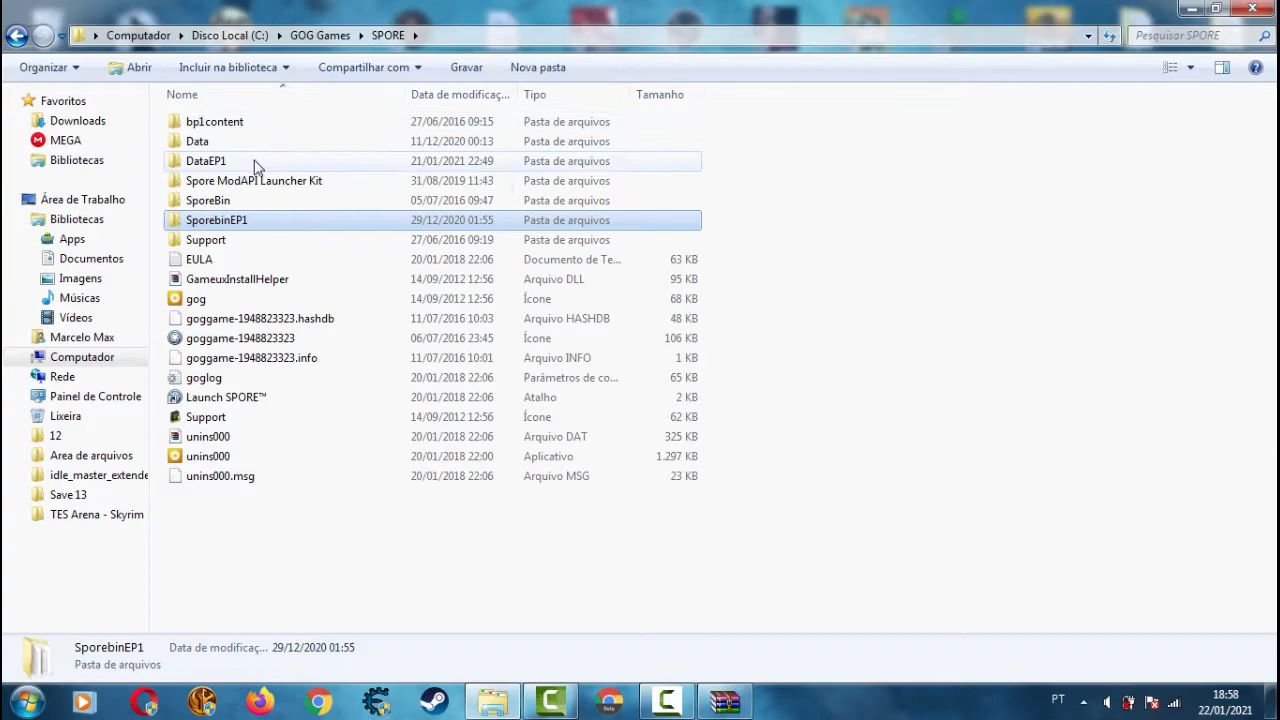 Computador Disco Local (C:) GOG Games SPORE Pesquisar SPORE
Organizar Abrir Incluir na biblioteca Compartilhar com Gravar Nova pasta
Favoritos
Downloads
MEGA
Bibliotecas
Área de Trabalho
Bibliotecas
Apps
Documentos
Imagens
Músicas
Vídeos
Marcelo Max
Computador
Rede
Painel de Controle
Lixeira
12
Area de arquivos
idle_master_extende
Save 13
TES Arena - Skyrim
Nome Data de modificaç... Tipo Tamanho
bp1content 27/06/2016 09:15 Pasta de arquivos
Data 11/12/2020 00:13 Pasta de arquivos
DataEP1 21/01/2021 22:49 Pasta de arquivos
Spore ModAPI Launcher Kit 31/08/2019 11:43 Pasta de arquivos
SporeBin 05/07/2016 09:47 Pasta de arquivos
SporebinEP1 29/12/2020 01:55 Pasta de arquivos
Support 27/06/2016 09:19 Pasta de arquivos
EULA 20/01/2018 22:06 Documento de Te... 63 KB
GameuxInstallHelper 14/09/2012 12:56 Arquivo DLL 95 KB
gog 14/09/2012 12:56 Ícone 68 KB
goggame-1948823323.hashdb 11/07/2016 10:03 Arquivo HASHDB 48 KB
goggame-1948823323 06/07/2016 23:45 Ícone 106 KB
goggame-1948823323.info 11/07/2016 10:01 Arquivo INFO 1 KB
goglog 20/01/2018 22:06 Parâmetros de co... 65 KB
Launch SPORE™ 20/01/2018 22:06 Atalho 2 KB
Support 14/09/2012 12:56 Ícone 62 KB
unins000 20/01/2018 22:06 Arquivo DAT 325 KB
unins000 20/01/2018 22:00 Aplicativo 1.297 KB
unins000.msg 20/01/2018 22:06 Arquivo MSG 23 KB
SporebinEP1 Data de modificaç... 29/12/2020 01:55
Pasta de arquivos
PT 18:58
22/01/2021